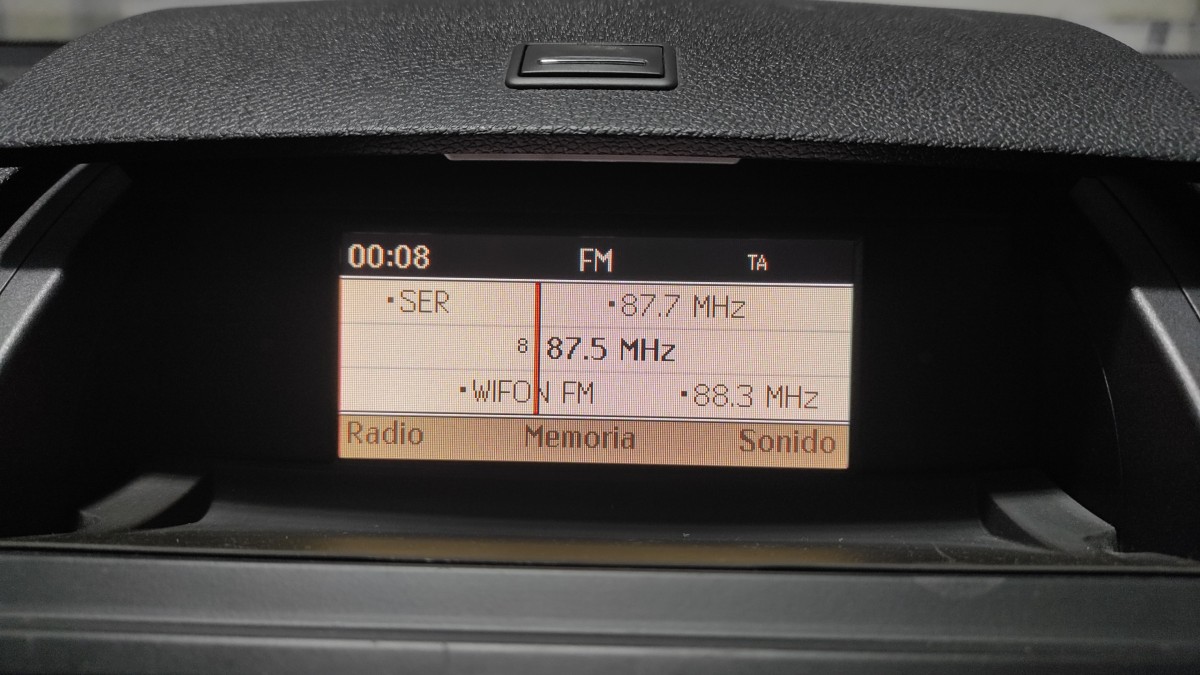 00:08 FM TA
·SER ·87.7 MHz
8 87.5 MHz
·WIFON FM ·88.3 MHz
Radio Memoria Sonido